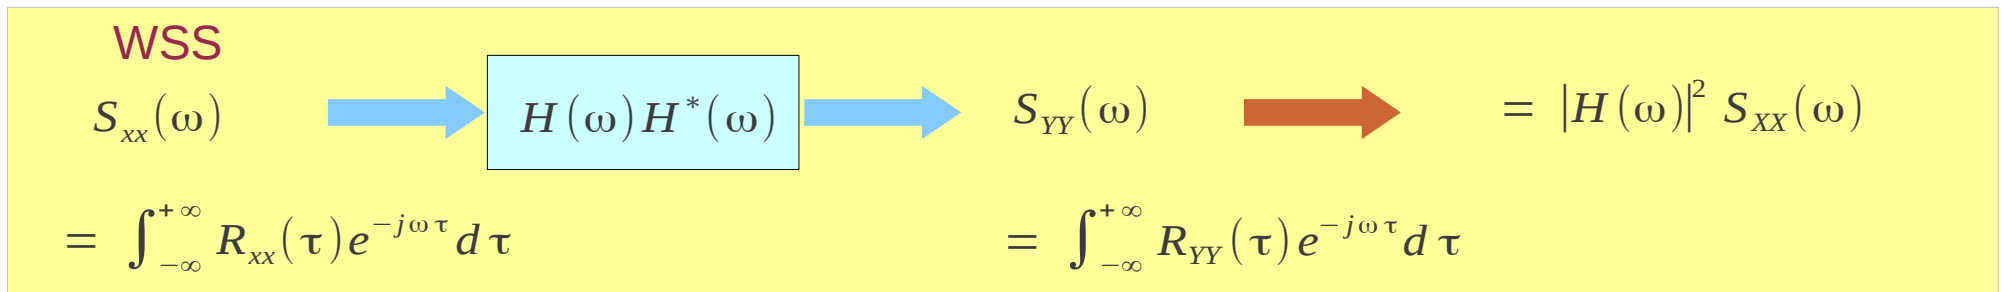 WSS
S_xx(ω) H(ω)H*(ω) S_YY(ω) = |H(ω)|² S_XX(ω)
= ∫_−∞^+∞ R_xx(τ)e^−jωτ dτ = ∫_−∞^+∞ R_YY(τ)e^−jωτ dτ